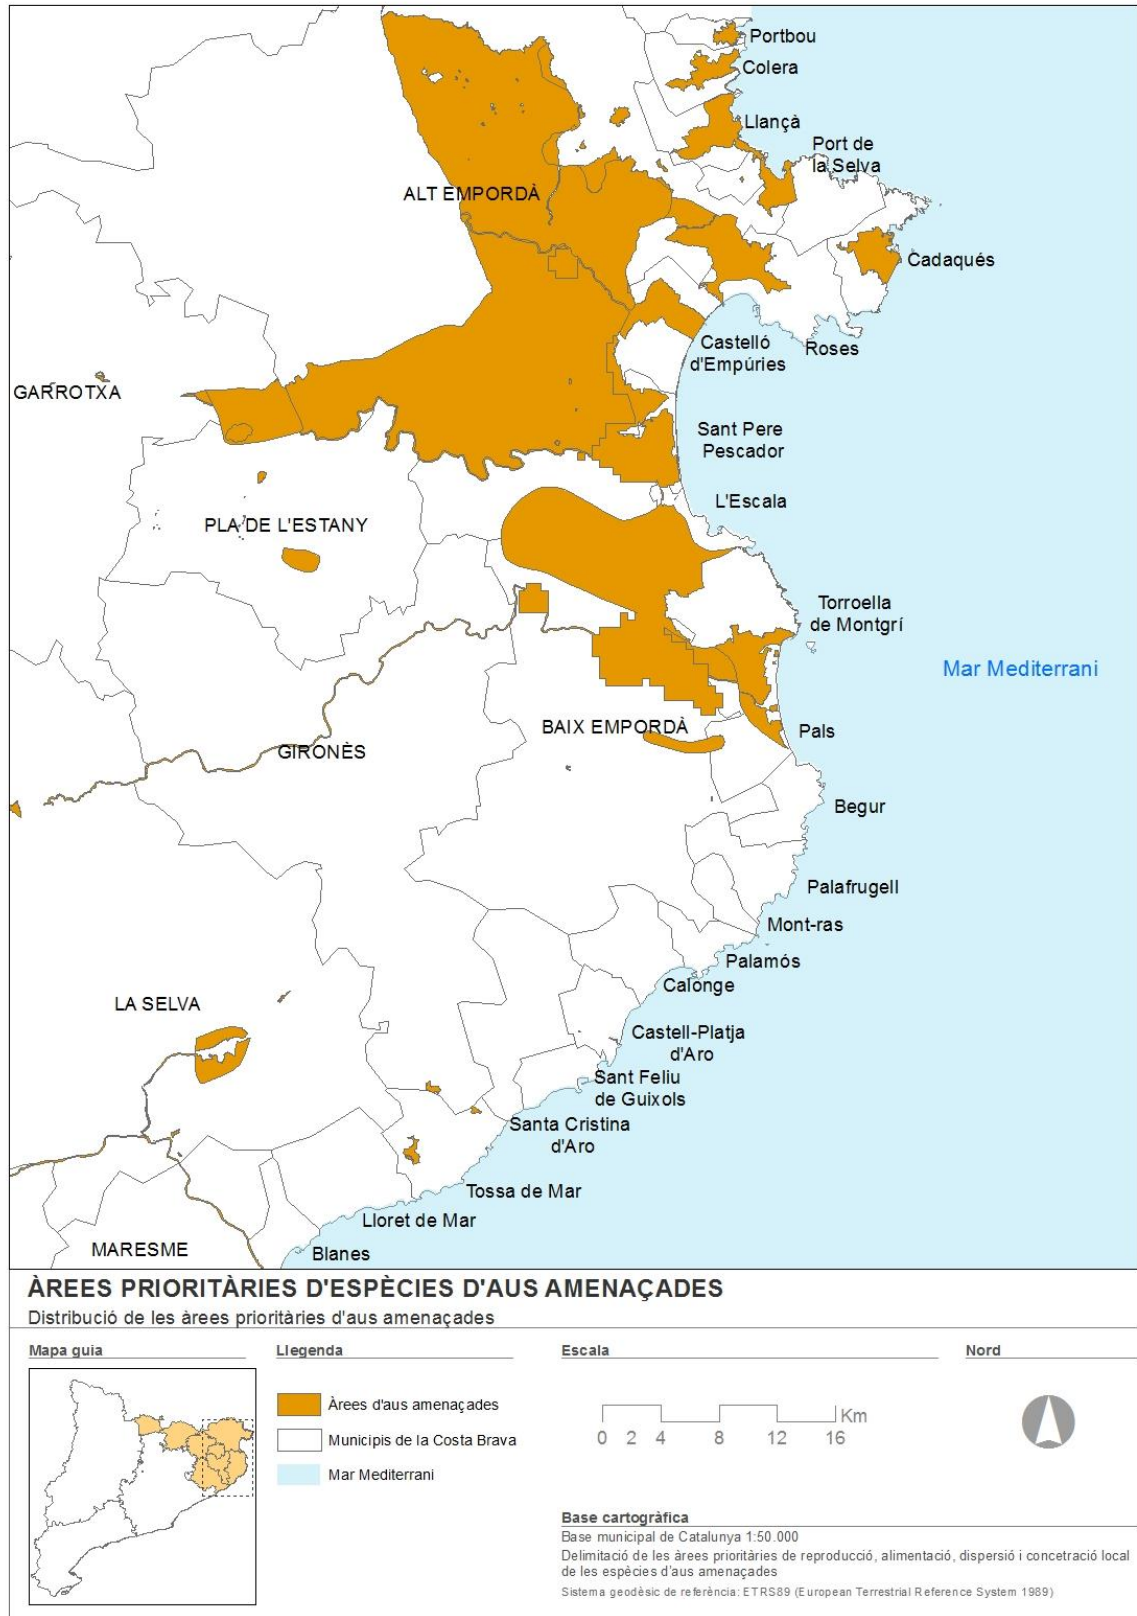 Portbou
Colera
Llançà
Port de
la Selva
ALT EMPORDÀ
Cadaqués
Castelló
d'Empúries
Roses
GARROTXA
Sant Pere
Pescador
L'Escala
PLA DE L'ESTANY
Torroella
de Montgrí
Mar Mediterrani
BAIX EMPORDÀ
Pals
GIRONÈS
Begur
Palafrugell
Mont-ras
Palamós
Calonge
LA SELVA
Castell-Platja
d'Aro
Sant Feliu
de Guixols
Santa Cristina
d'Aro
Tossa de Mar
Lloret de Mar
MARESME
Blanes
ÀREES PRIORITÀRIES D'ESPÈCIES D'AUS AMENAÇADES
Distribució de les àrees prioritàries d'aus amenaçades
Mapa guia
Llegenda
Escala
Nord
Àrees d'aus amenaçades
Municipis de la Costa Brava
Mar Mediterrani
Km
0 2 4 8 12 16
Base cartogràfica
Base municipal de Catalunya 1:50.000
Delimitació de les àrees prioritàries de reproducció, alimentació, dispersió i concetració local
de les espècies d'aus amenaçades
Sistema geodèsic de referència: ETRS89 (European Terrestrial Reference System 1989)